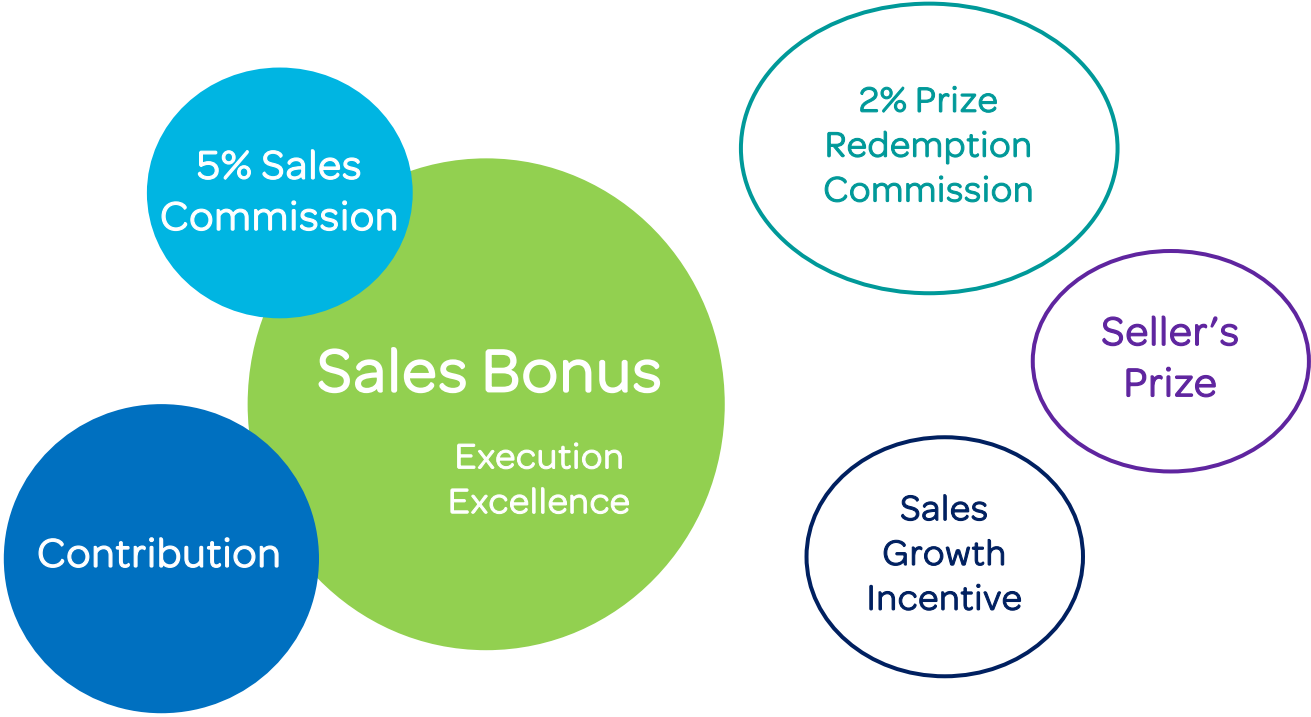 5% Sales
Commission
Sales Bonus
Execution
Excellence
Contribution
2% Prize
Redemption
Commission
Seller’s
Prize
Sales
Growth
Incentive